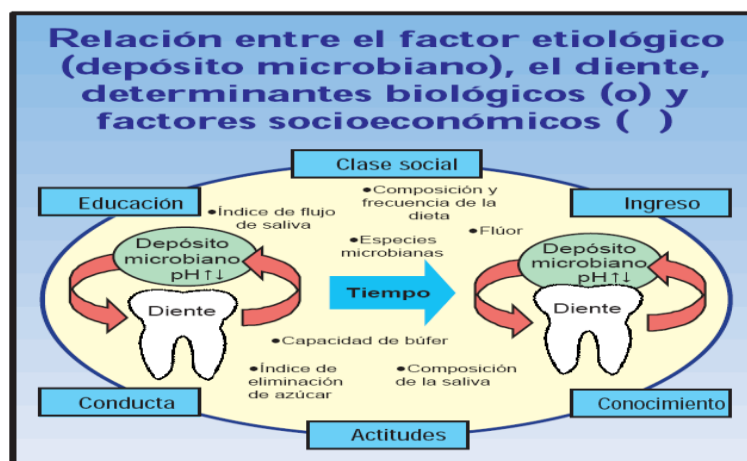 Relación entre el factor etiológico
(depósito microbiano), el diente,
determinantes biológicos (o) y
factores socioeconómicos ( )
Clase social
Educación
Ingreso
•Composición y
frecuencia de la
dieta
•Índice de flujo
de saliva
•Flúor
•Especies
microbianas
Depósito
microbiano
pH↑↓
Diente
Tiempo
Depósito
microbiano
pH↑↓
Diente
•Capacidad de búfer
•Índice de
eliminación
de azúcar
•Composición
de la saliva
Conducta
Conocimiento
Actitudes